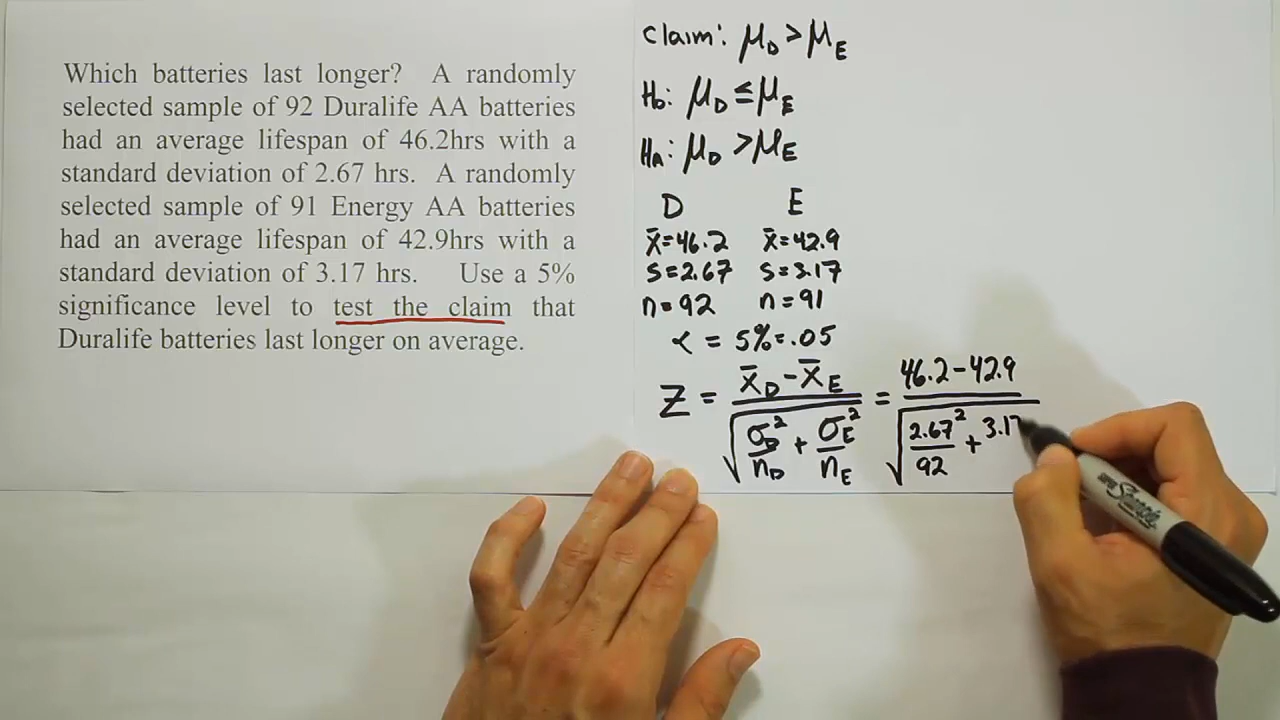 Which batteries last longer? A randomly
selected sample of 92 Duralife AA batteries
had an average lifespan of 46.2hrs with a
standard deviation of 2.67 hrs. A randomly
selected sample of 91 Energy AA batteries
had an average lifespan of 42.9hrs with a
standard deviation of 3.17 hrs. Use a 5%
significance level to test the claim that
Duralife batteries last longer on average.
Claim: μD > μE
Ho: μD ≤ μE
Ha: μD > μE
D E
x̄=46.2 x̄=42.9
s=2.67 s=3.17
n=92 n=91
α = 5%=.05
Z = (x̄D - x̄E) / √(σD²/nD + σE²/nE) = (46.2-42.9) / √(2.67²/92 + 3.17
Sharpie